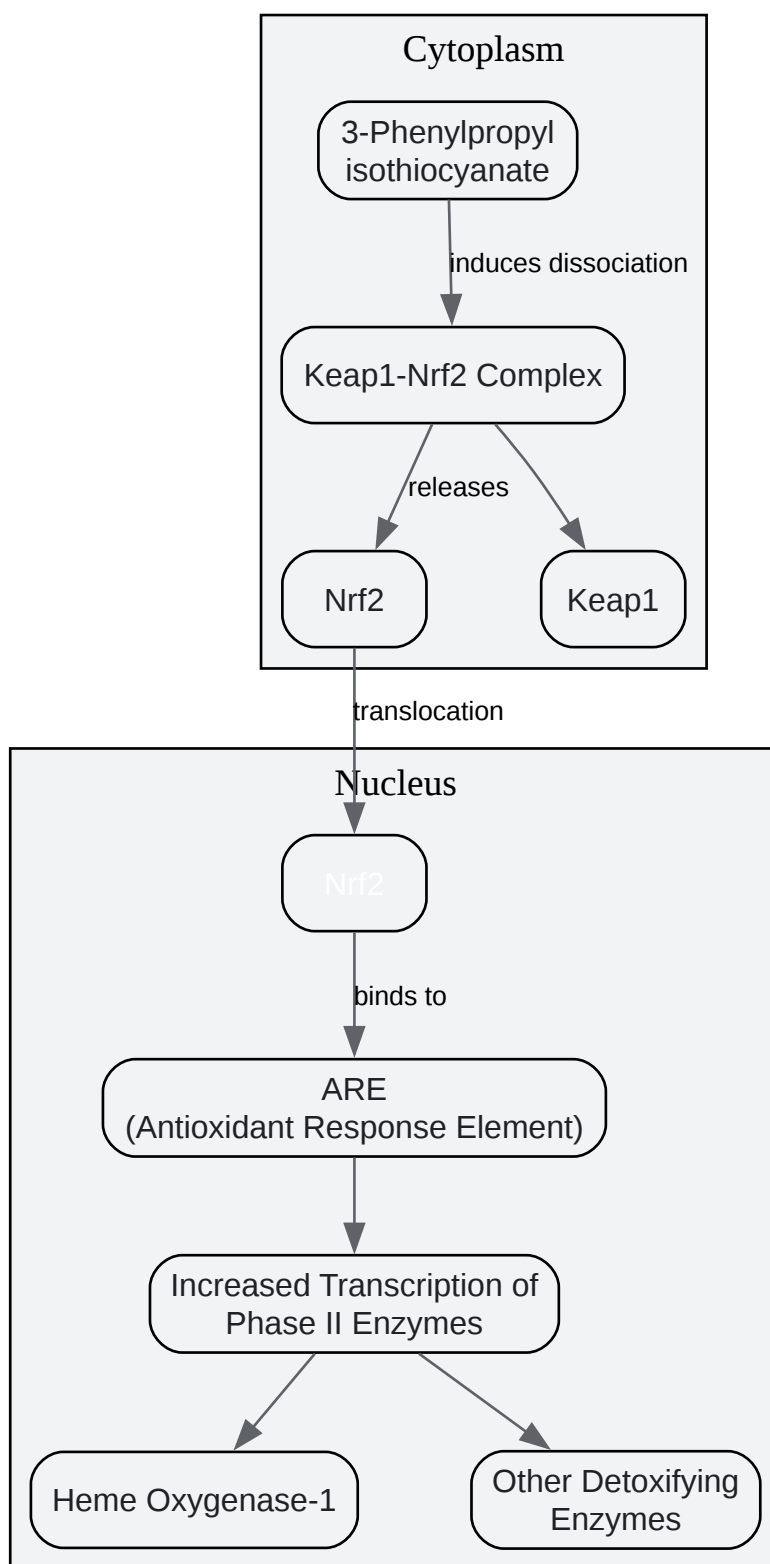 Cytoplasm
3-Phenylpropyl
isothiocyanate
induces dissociation
Keap1-Nrf2 Complex
releases
Nrf2
Keap1
translocation
Nucleus
Nrf2
binds to
ARE
(Antioxidant Response Element)
Increased Transcription of
Phase II Enzymes
Heme Oxygenase-1
Other Detoxifying
Enzymes